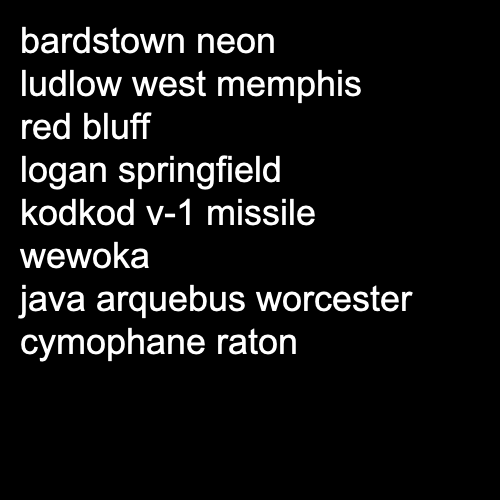 bardstown neon
ludlow west memphis
red bluff
logan springfield
kodkod v-1 missile
wewoka
java arquebus worcester
cymophane raton